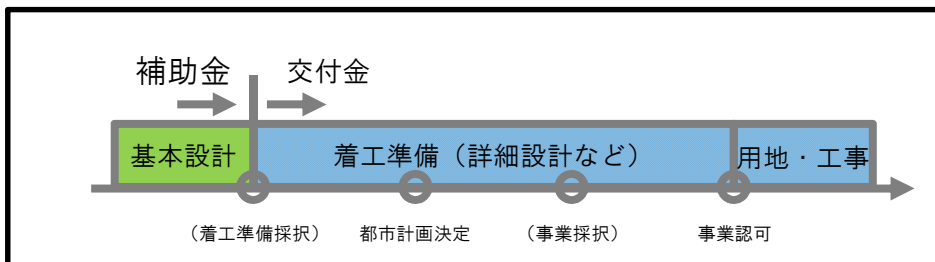 補助金 交付金
基本設計 着工準備（詳細設計など） 用地・工事
（着工準備採択） 都市計画決定 （事業採択） 事業認可